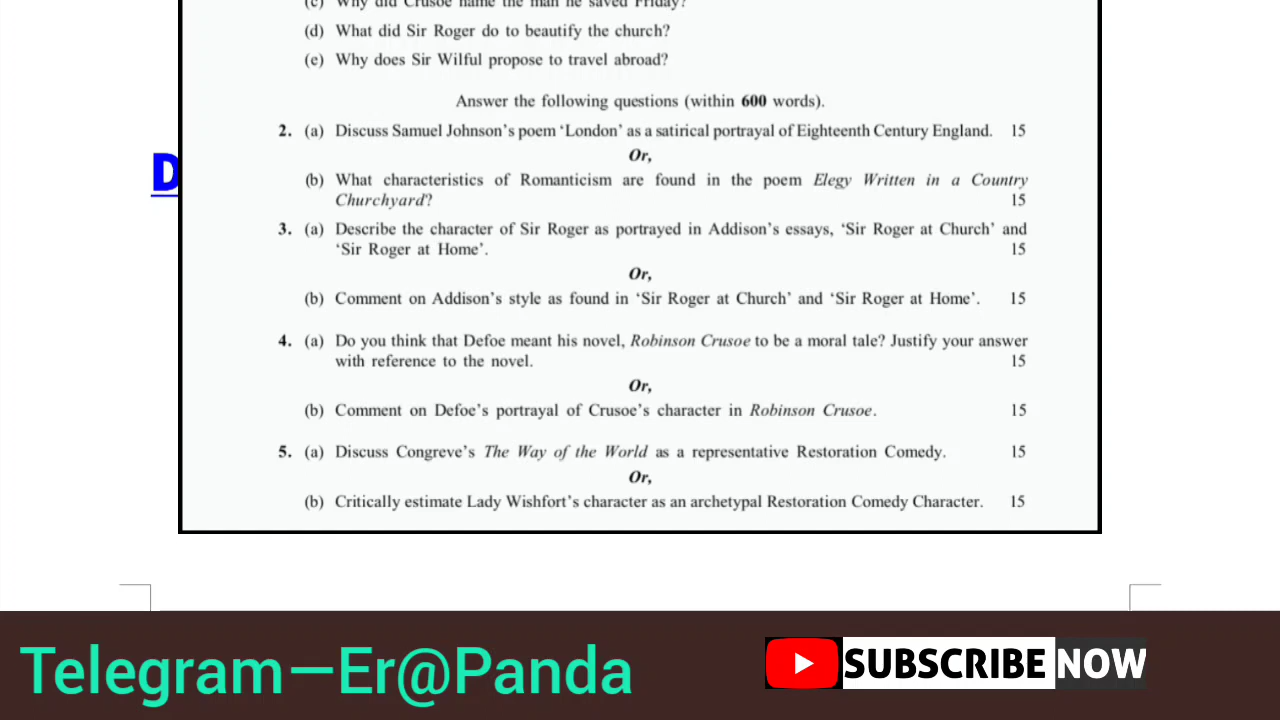 (c) Why did Crusoe name the man he saved Friday?
(d) What did Sir Roger do to beautify the church?
(e) Why does Sir Wilful propose to travel abroad?
Answer the following questions (within 600 words).
2. (a) Discuss Samuel Johnson's poem ‘London’ as a satirical portrayal of Eighteenth Century England. 15
Or,
(b) What characteristics of Romanticism are found in the poem Elegy Written in a Country
Churchyard? 15
3. (a) Describe the character of Sir Roger as portrayed in Addison's essays, ‘Sir Roger at Church’ and
‘Sir Roger at Home’. 15
Or,
(b) Comment on Addison's style as found in ‘Sir Roger at Church’ and ‘Sir Roger at Home’. 15
4. (a) Do you think that Defoe meant his novel, Robinson Crusoe to be a moral tale? Justify your answer
with reference to the novel. 15
Or,
(b) Comment on Defoe's portrayal of Crusoe's character in Robinson Crusoe. 15
5. (a) Discuss Congreve's The Way of the World as a representative Restoration Comedy. 15
Or,
(b) Critically estimate Lady Wishfort's character as an archetypal Restoration Comedy Character. 15
D
Telegram—Er@Panda
SUBSCRIBE NOW